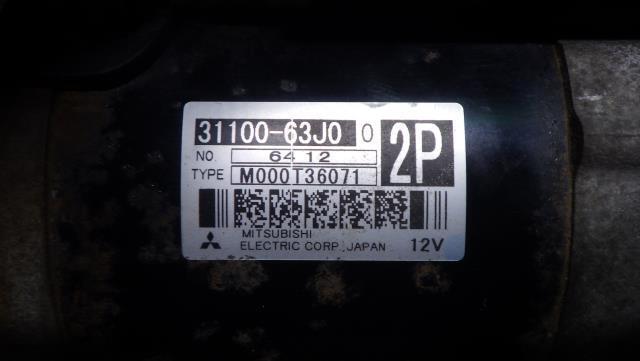 31100-63J0 0
2P
NO. 6412
TYPE M000T36071
MITSUBISHI
ELECTRIC CORP. JAPAN 12V